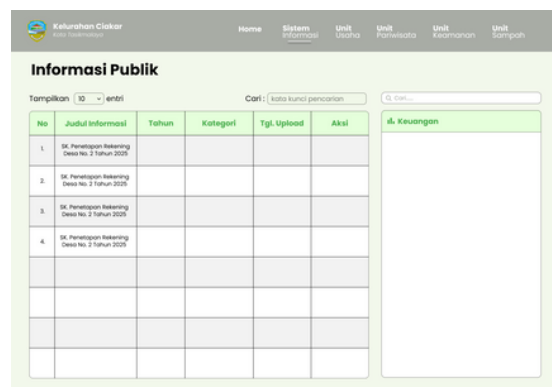 Kelurahan Ciakar
Kota Tasikmalaya
Home
Sistem
Informasi
Unit
Usaha
Unit
Pariwisata
Unit
Keamanan
Unit
Sampah
Informasi Publik
Tampilkan 10 entri
Cari : kata kunci pencarian
Cari....
No Judul Informasi Tahun Kategori Tgl. Upload Aksi
1. SK. Penetapan Rekening
Desa No. 2 Tahun 2025
2. SK. Penetapan Rekening
Desa No. 2 Tahun 2025
3. SK. Penetapan Rekening
Desa No. 2 Tahun 2025
4. SK. Penetapan Rekening
Desa No. 2 Tahun 2025
Keuangan